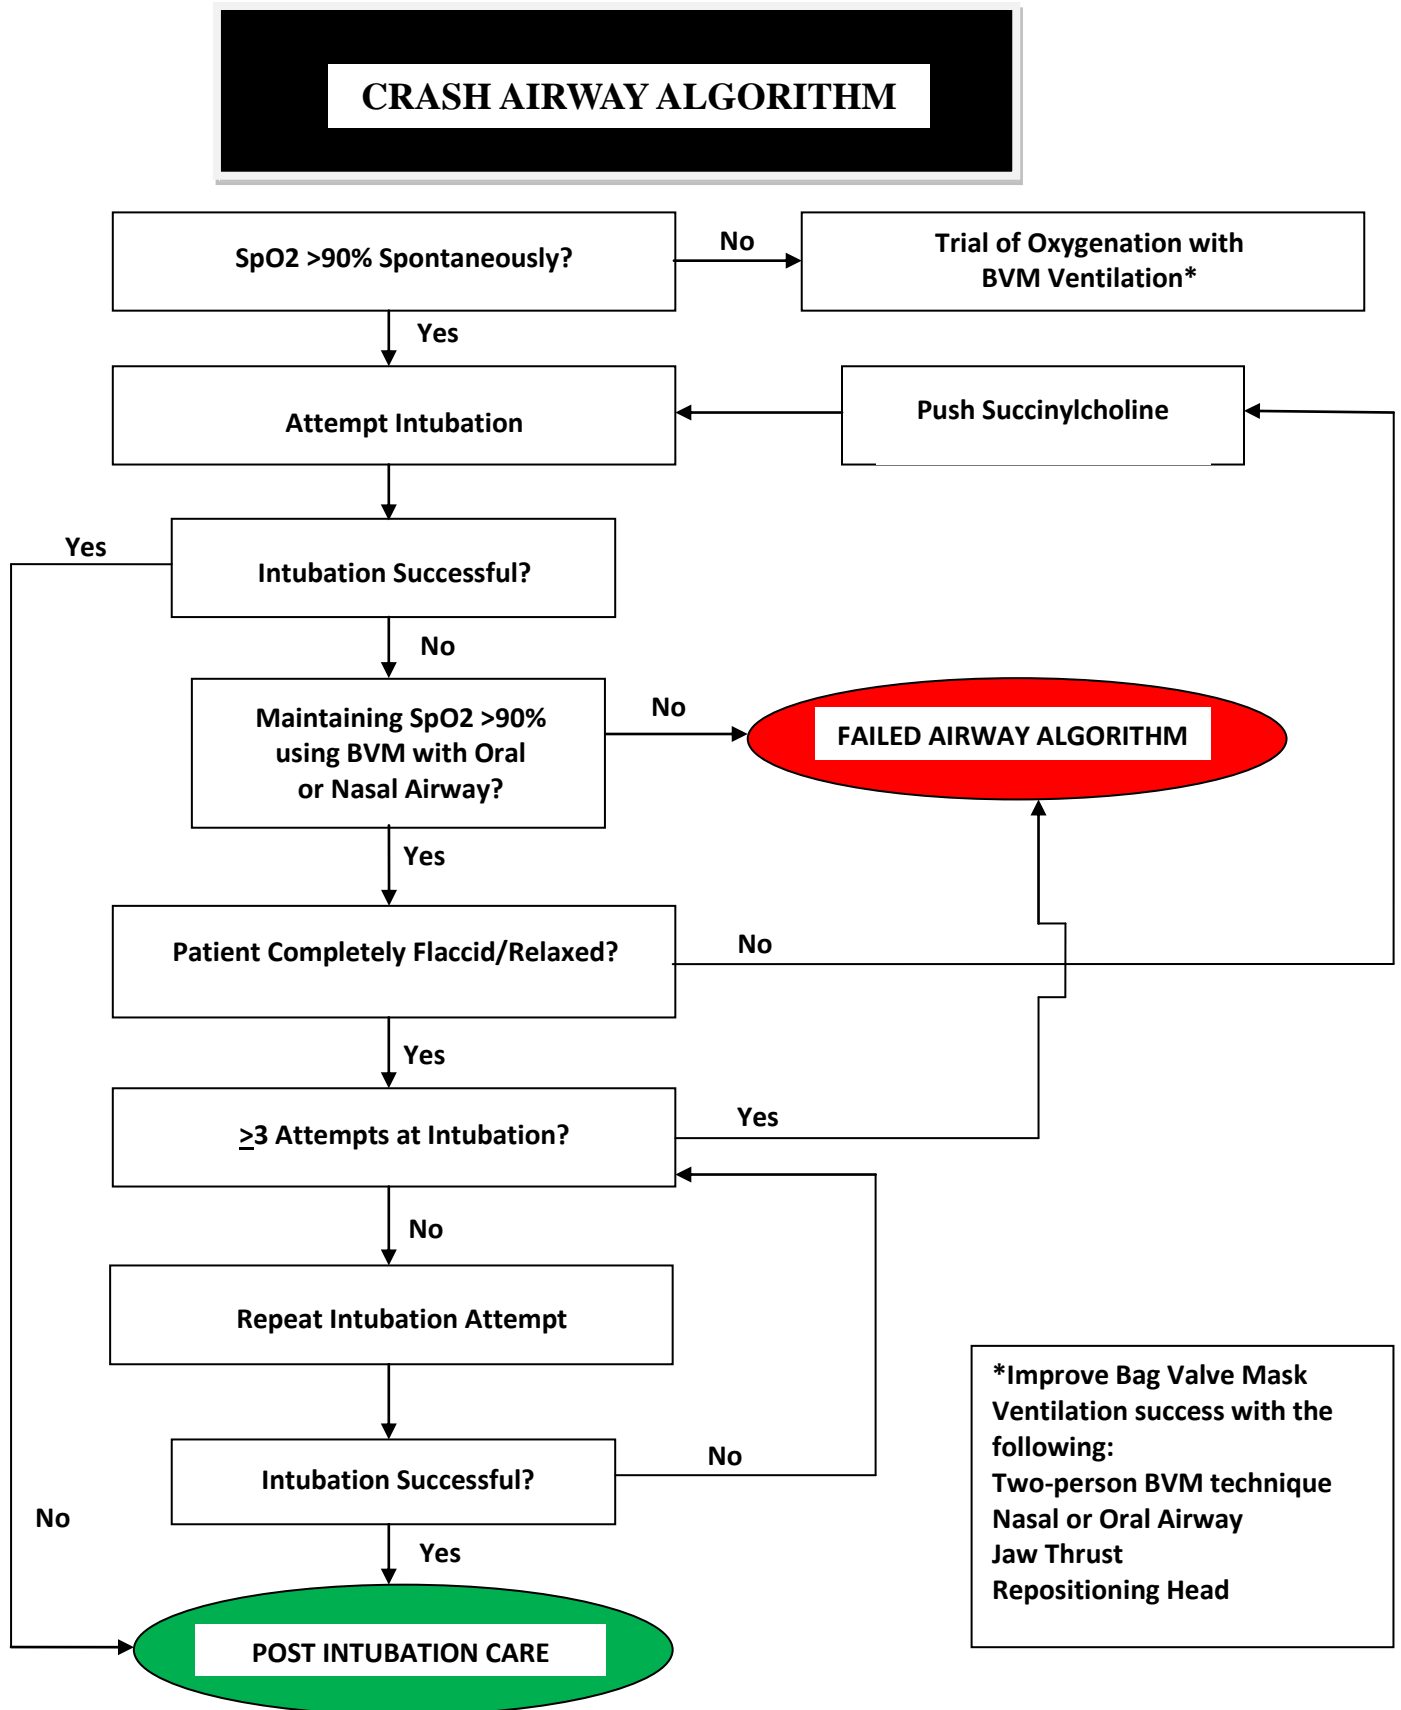 CRASH AIRWAY ALGORITHM
SpO2 >90% Spontaneously?
No
Trial of Oxygenation with
BVM Ventilation*
Yes
Attempt Intubation
Push Succinylcholine
Yes
Intubation Successful?
No
Maintaining SpO2 >90%
using BVM with Oral
or Nasal Airway?
No
FAILED AIRWAY ALGORITHM
Yes
Patient Completely Flaccid/Relaxed?
No
Yes
≥3 Attempts at Intubation?
Yes
No
Repeat Intubation Attempt
Intubation Successful?
No
No
Yes
POST INTUBATION CARE
*Improve Bag Valve Mask
Ventilation success with the
following:
Two-person BVM technique
Nasal or Oral Airway
Jaw Thrust
Repositioning Head